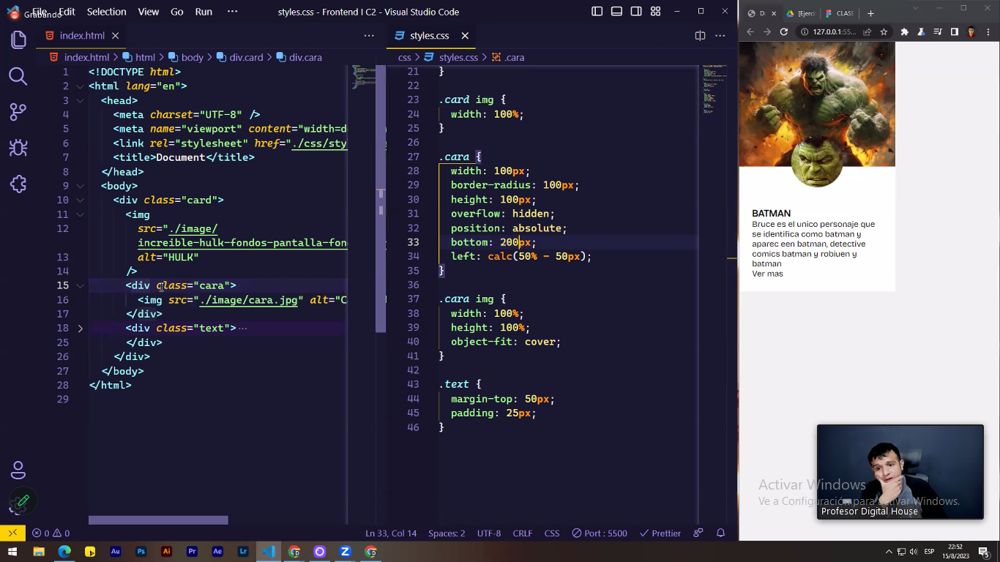 Grabando
File Edit Selection View Go Run ··· styles.css - Frontend I C2 - Visual Studio Code
index.html
index.html > html > body > div.card > div.cara
1 <!DOCTYPE html>
2 <html lang="en">
3 <head>
4 <meta charset="UTF-8" />
5 <meta name="viewport" content="width=d
6 <link rel="stylesheet" href="./css/sty
7 <title>Document</title>
8 </head>
9 <body>
10 <div class="card">
11 <img
12 src="./image/
increible-hulk-fondos-pantalla-fon
13 alt="HULK"
14 />
15 <div class="cara">
16 <img src="./image/cara.jpg" alt="C
17 </div>
18 <div class="text"> ···
25 </div>
26 </div>
27 </body>
28 </html>
29
styles.css
css > styles.css > .cara
21 }
22
23 .card img {
24 width: 100%;
25 }
26
27 .cara {
28 width: 100px;
29 border-radius: 100px;
30 height: 100px;
31 overflow: hidden;
32 position: absolute;
33 bottom: 200px;
34 left: calc(50% - 50px);
35 }
36
37 .cara img {
38 width: 100%;
39 height: 100%;
40 object-fit: cover;
41 }
42
43 .text {
44 margin-top: 50px;
45 padding: 25px;
46 }
[Ejerci
CLASE
127.0.0.1:55...
BATMAN
Bruce es el unico personaje que
se identifica como batman y
aparec een batman, detective
comics batman y robiuen y
batman
Ver mas
Activar Windows
Ve a Configuración para activar Windows.
Profesor Digital House
0 0 Ln 33, Col 14 Spaces: 2 UTF-8 CRLF CSS Port : 5500 Prettier
Au Ps Ai Pr Ae Lr
ESP
22:52
15/8/2023
5